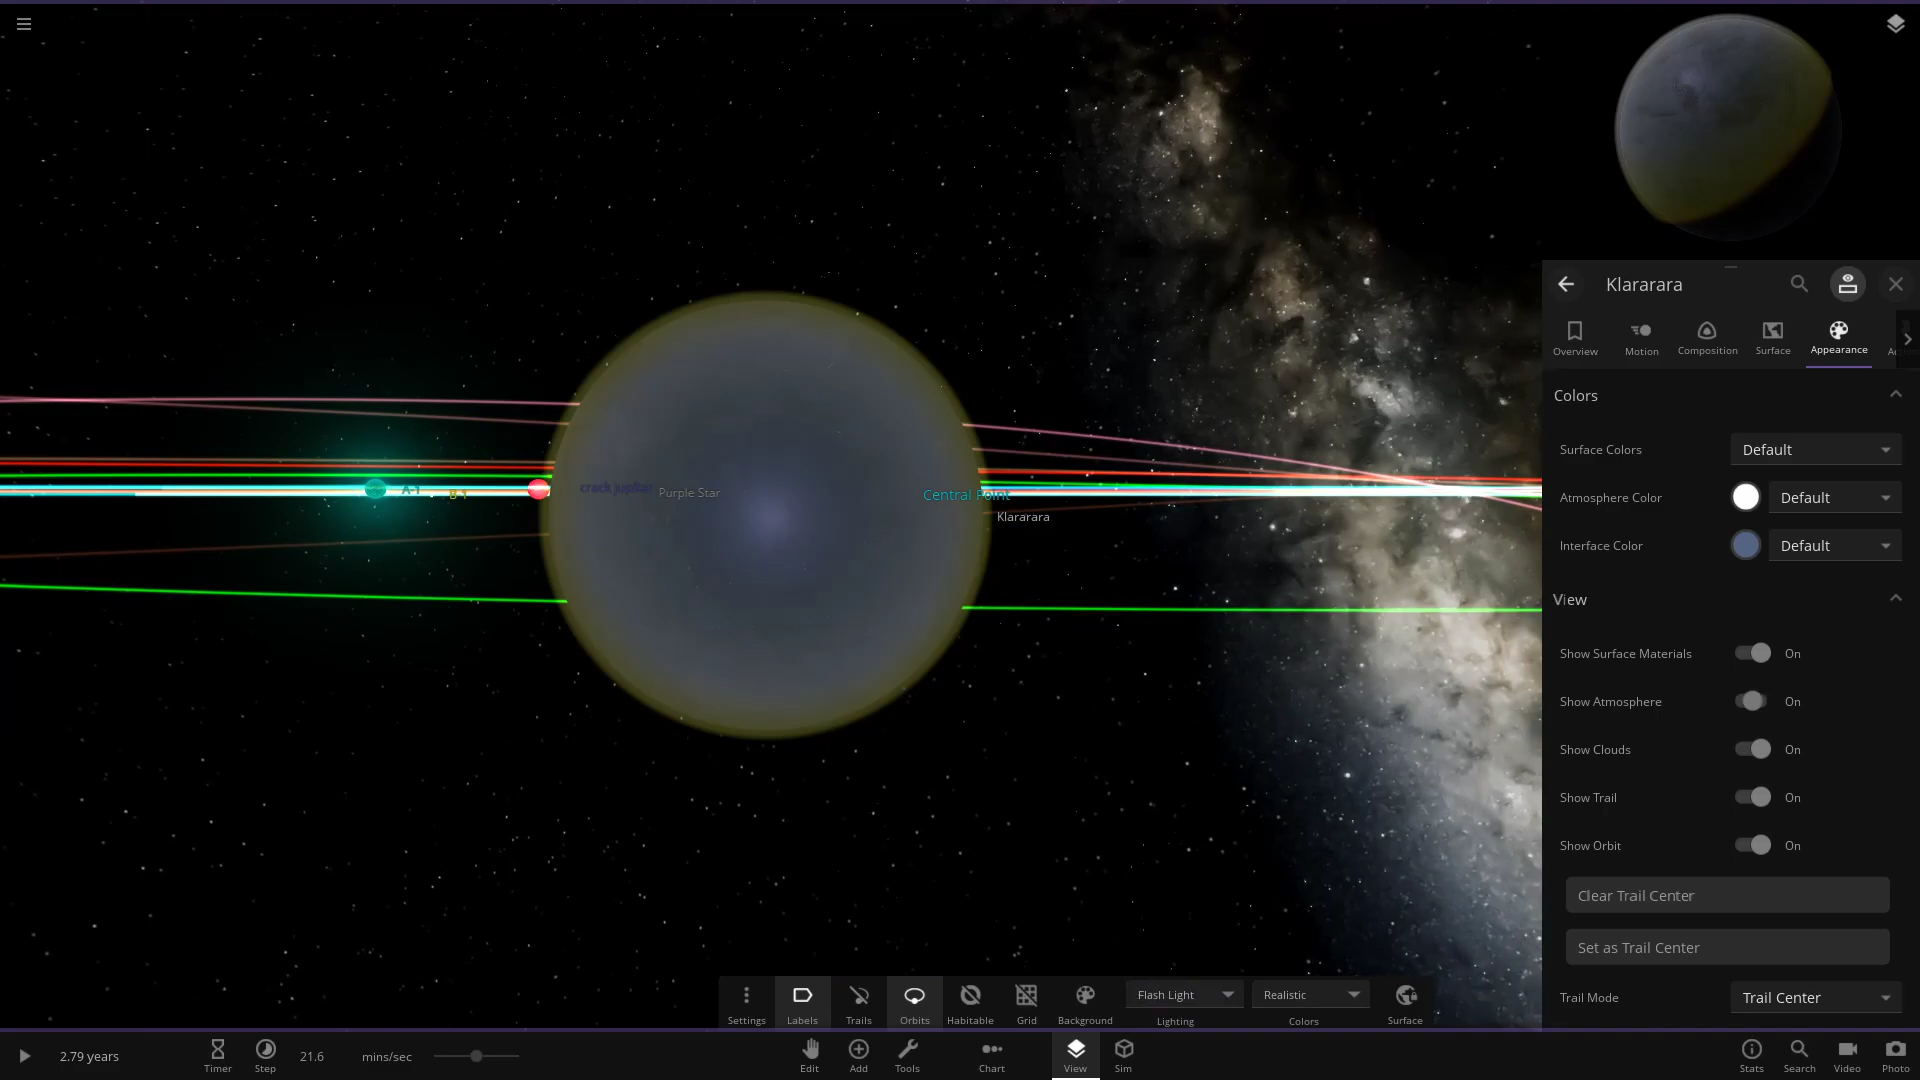 Klararara
Overview
Motion
Composition
Surface
Appearance
Colors
Surface Colors
Default
Atmosphere Color
Default
Interface Color
Default
View
Show Surface Materials
On
Show Atmosphere
On
Show Clouds
On
Show Trail
On
Show Orbit
On
Clear Trail Center
Set as Trail Center
Trail Mode
Trail Center
A-1
B-1
crack jupiter
Purple Star
Central Point
Klararara
Settings
Labels
Trails
Orbits
Habitable
Grid
Background
Flash Light
Lighting
Realistic
Colors
Surface
2.79 years
Timer
Step
21.6
mins/sec
Edit
Add
Tools
Chart
View
Sim
Stats
Search
Video
Photo